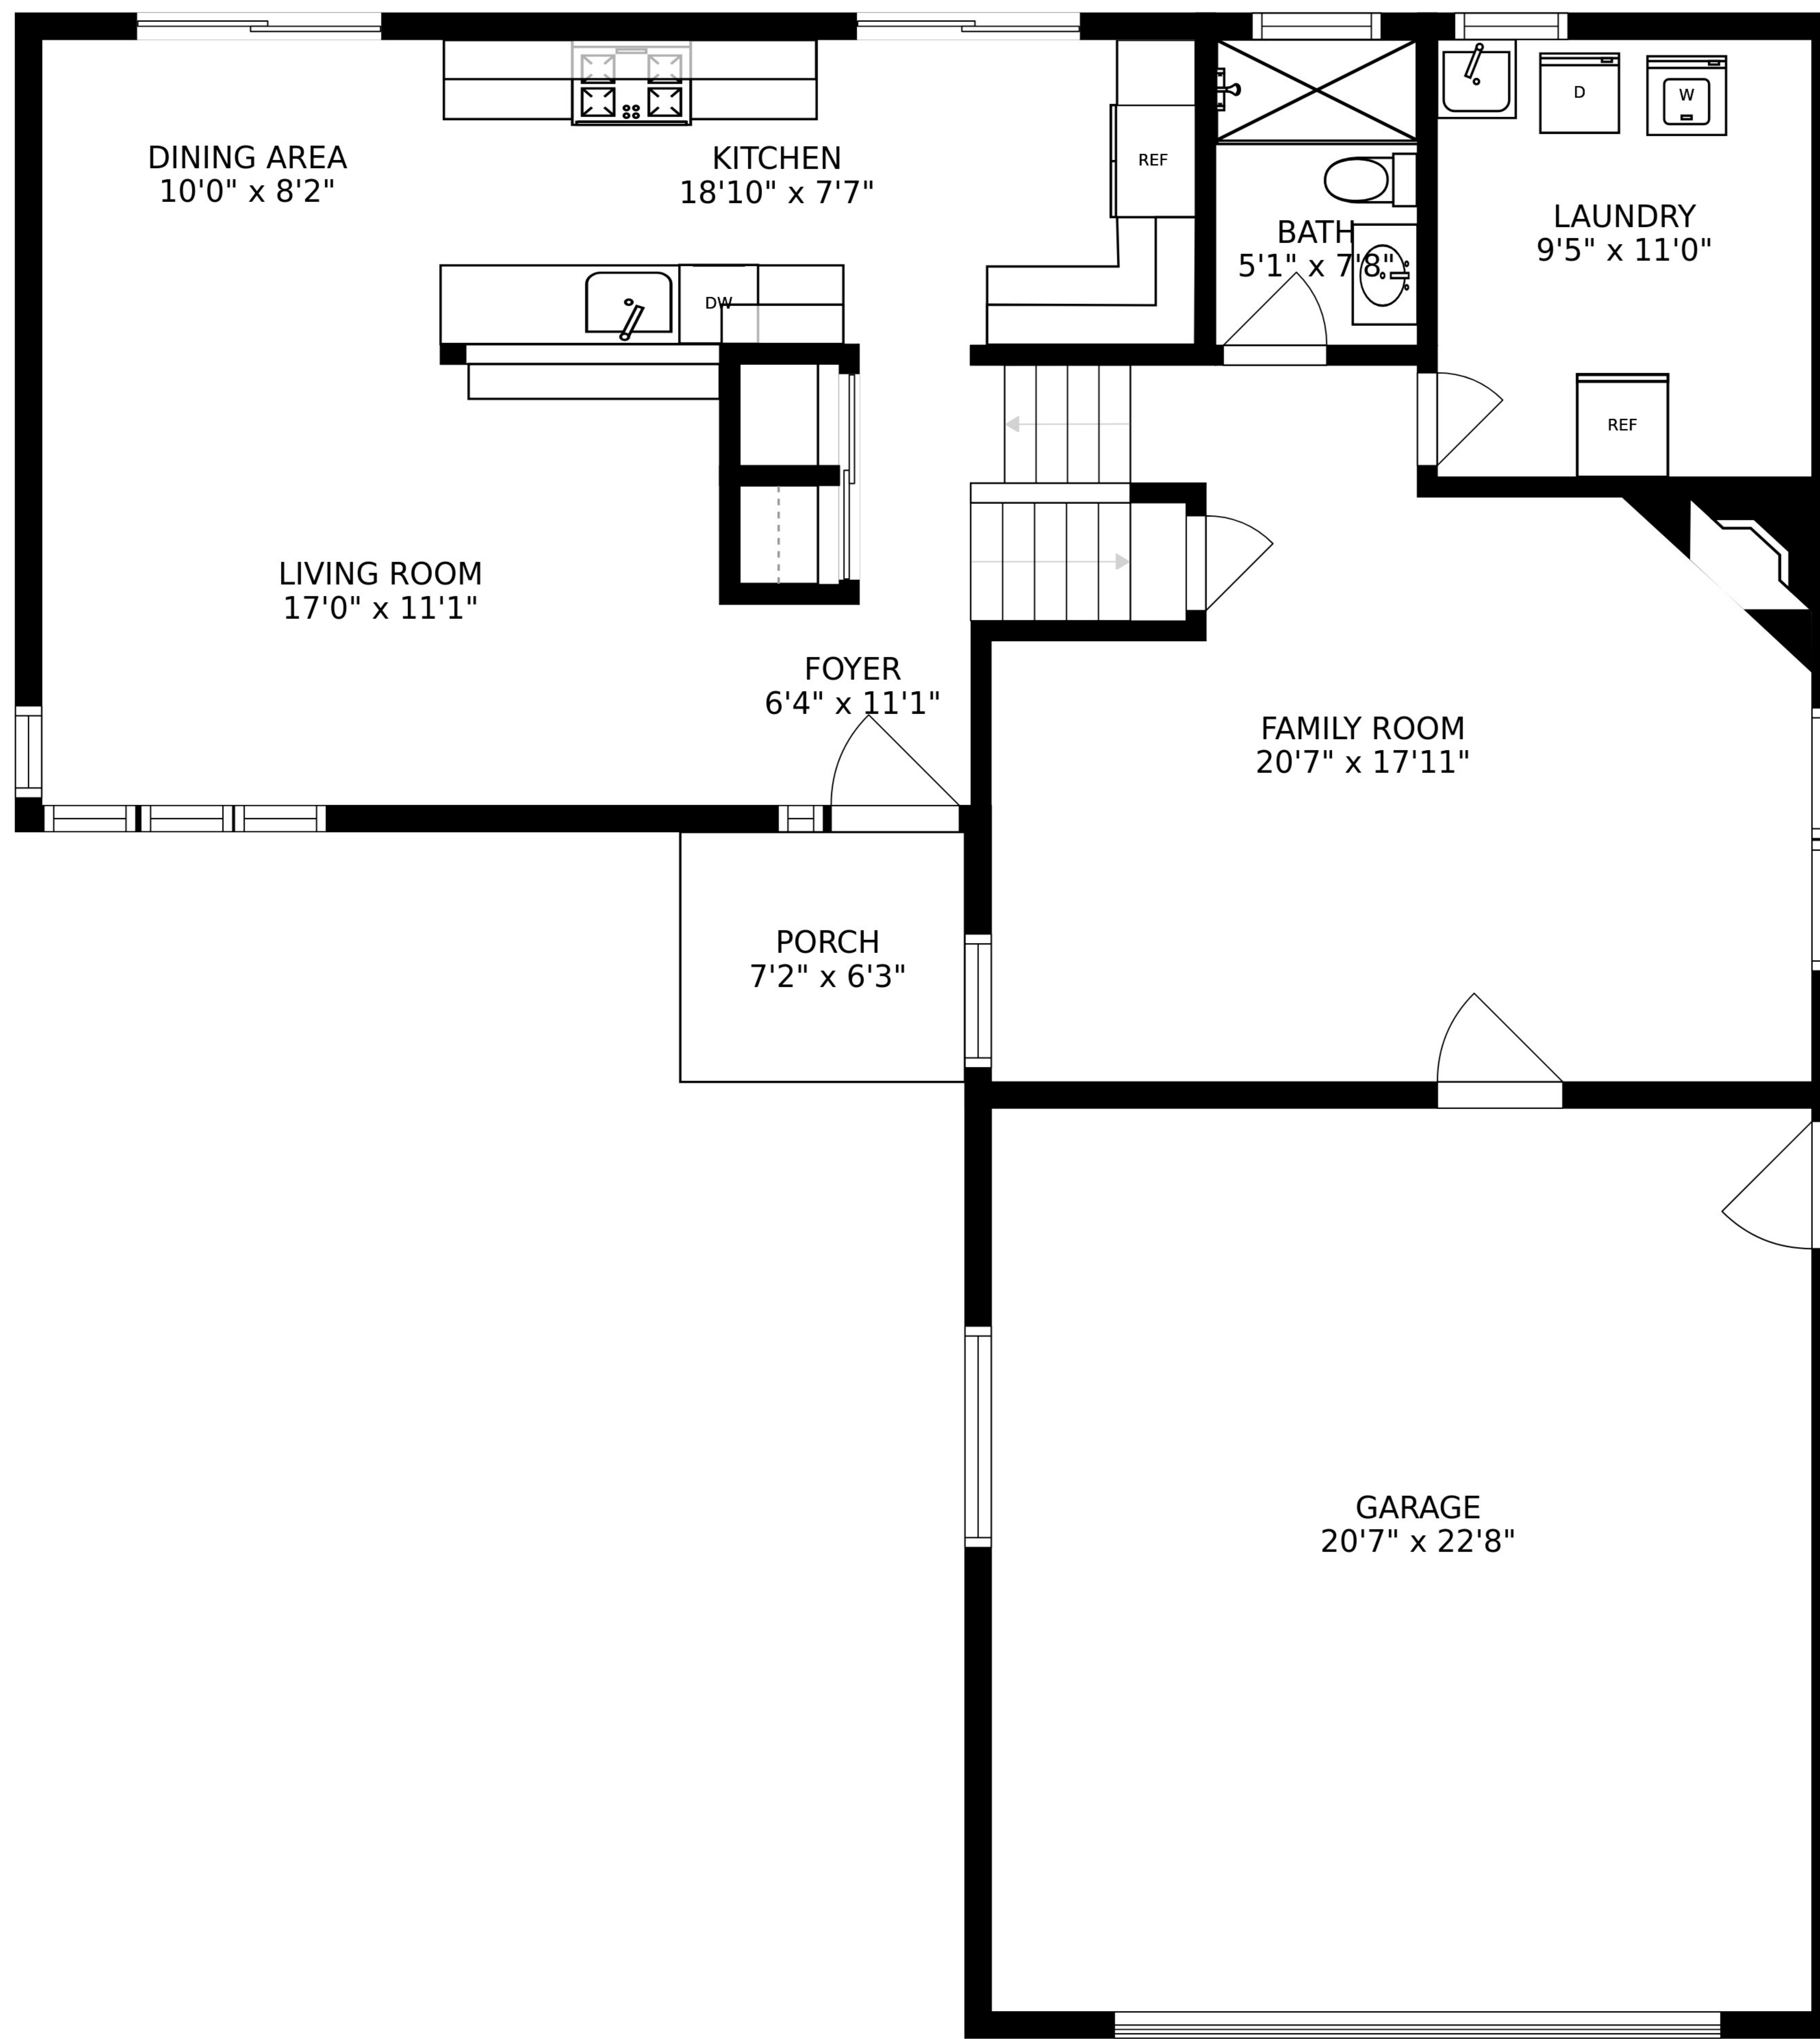 DINING AREA
10'0" x 8'2"
KITCHEN
18'10" x 7'7"
REF
BATH
5'1" x 7'8"
D
W
LAUNDRY
9'5" x 11'0"
DW
REF
LIVING ROOM
17'0" x 11'1"
FOYER
6'4" x 11'1"
FAMILY ROOM
20'7" x 17'11"
PORCH
7'2" x 6'3"
GARAGE
20'7" x 22'8"